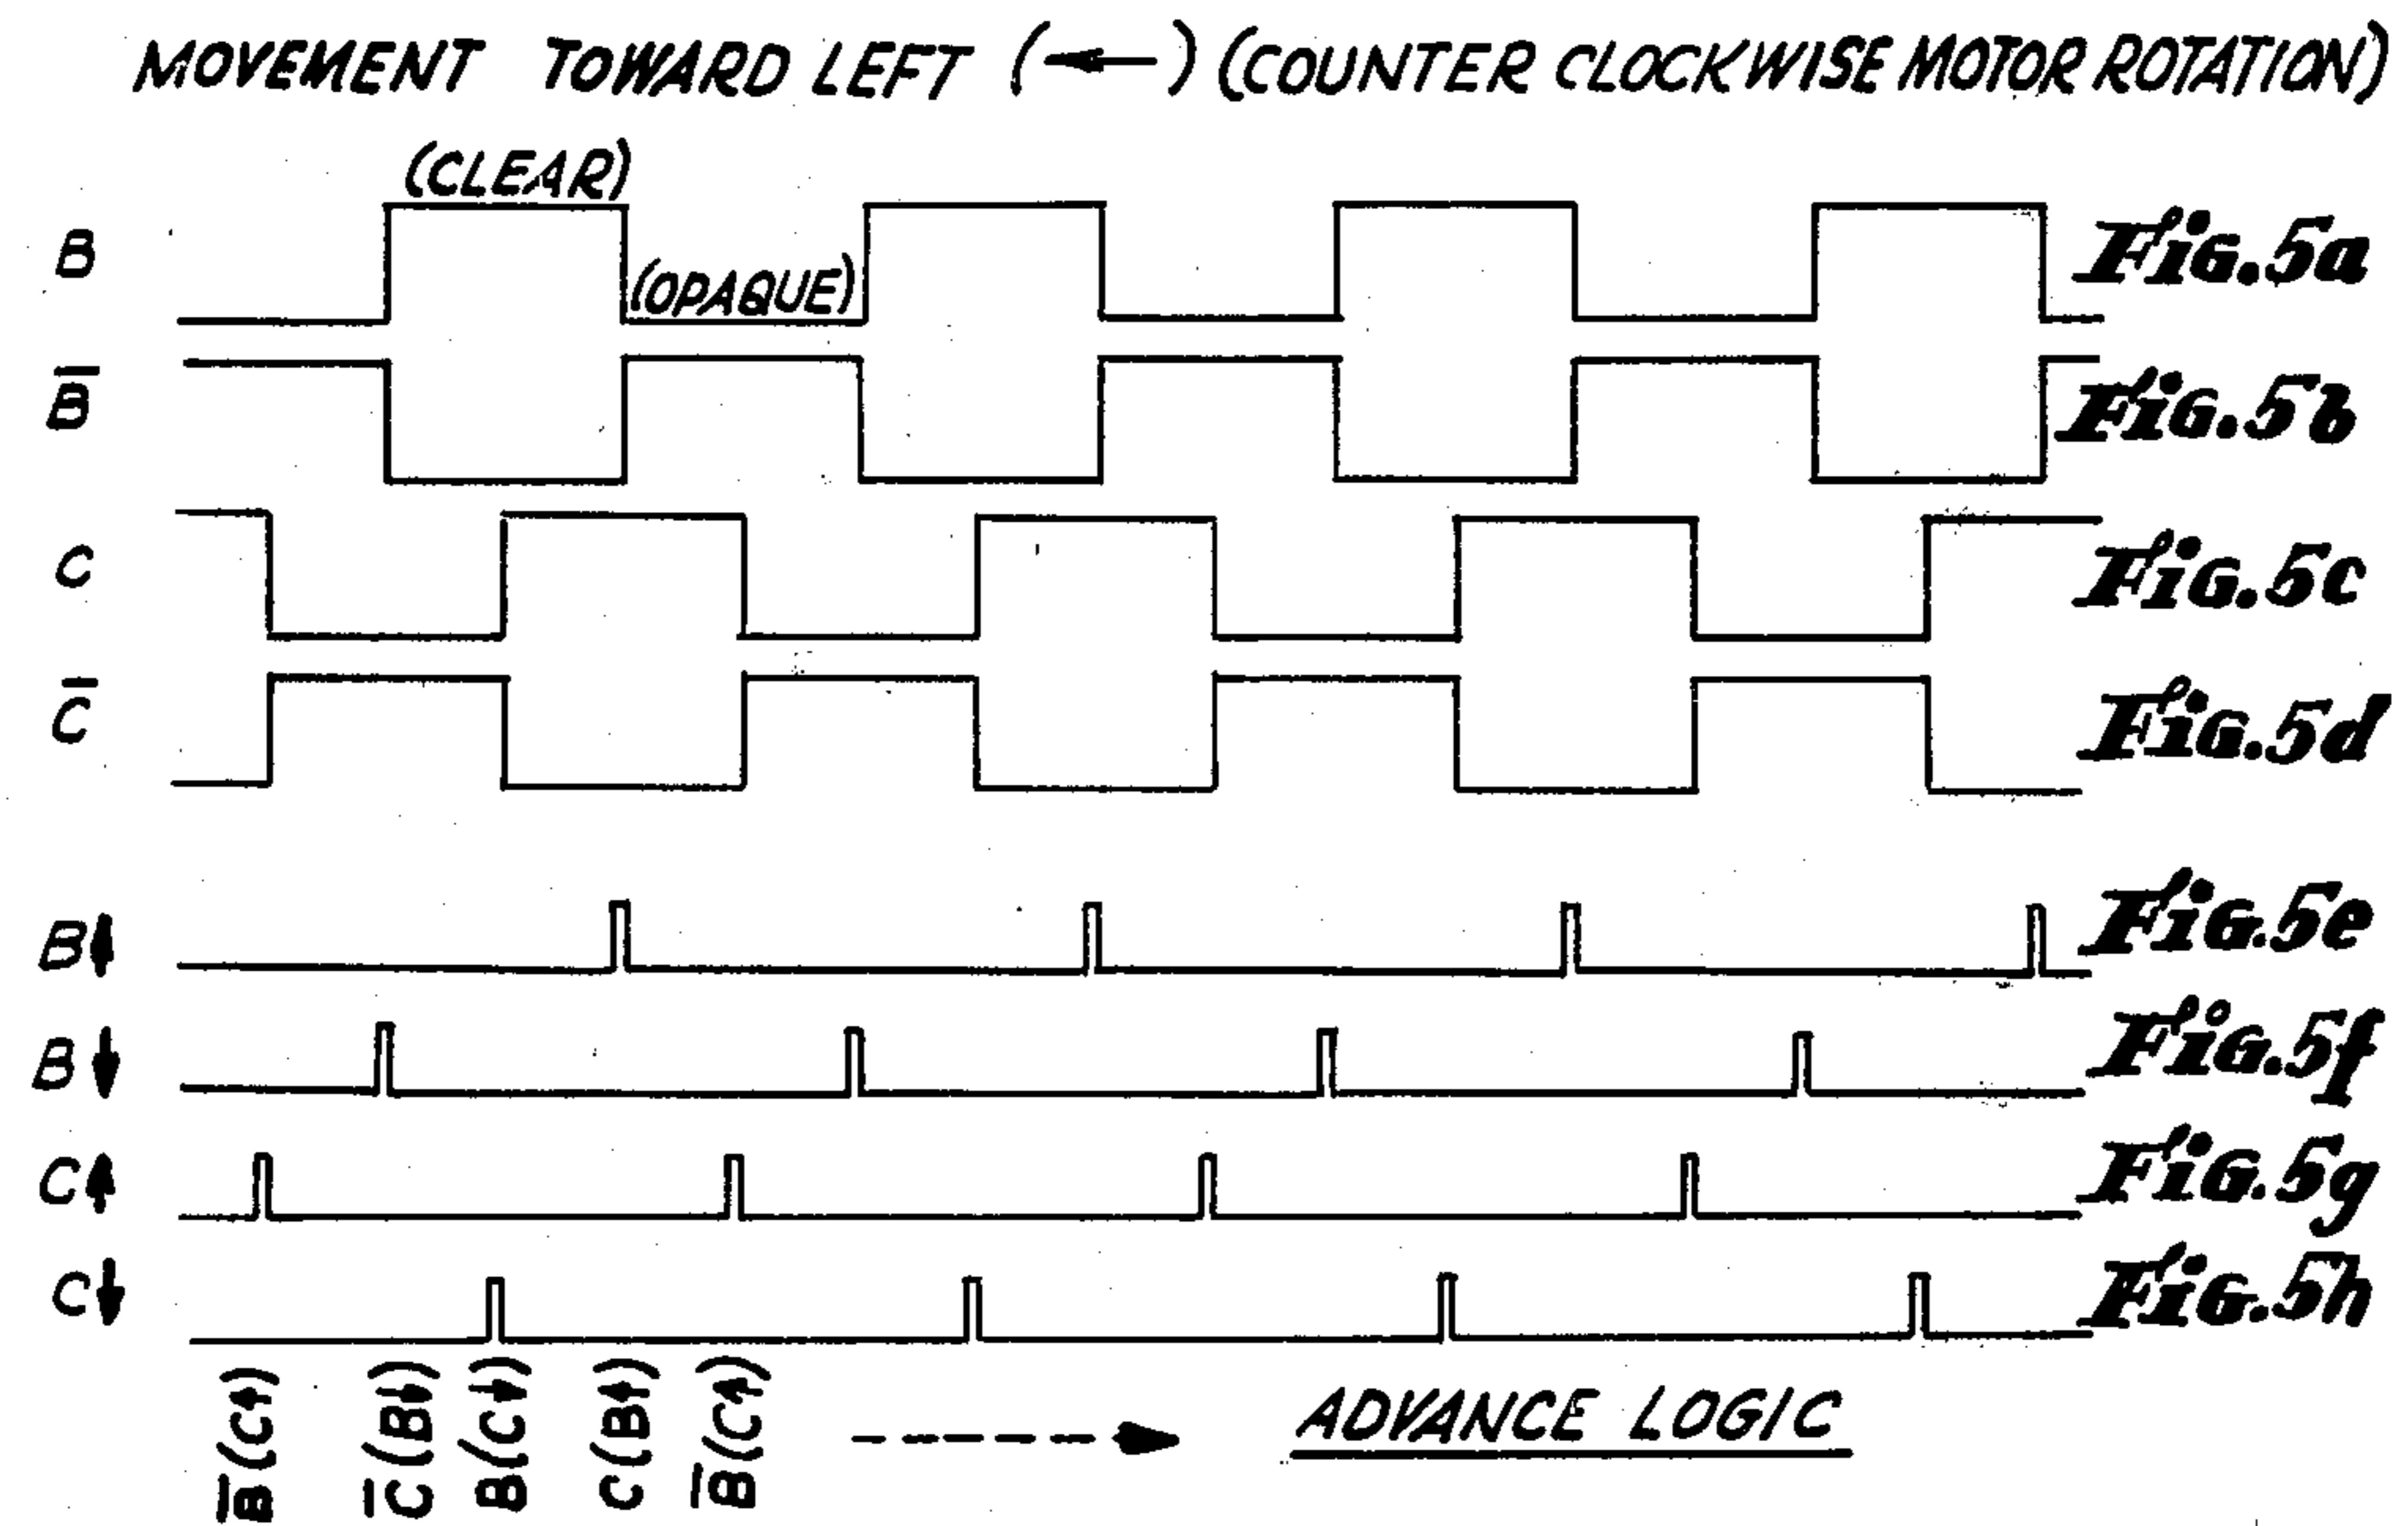 MOVEMENT TOWARD LEFT (←) (COUNTER CLOCKWISE MOTOR ROTATION)
(CLEAR)
B (OPAQUE) FIG.5a
B̅ FIG.5b
C FIG.5c
C̅ FIG.5d
B↑ FIG.5e
B↓ FIG.5f
C↑ FIG.5g
C↓ FIG.5h
B̅(C↑)
C̅(B↓)
B(C↓)
C(B↑)
B̅(C↑)
ADVANCE LOGIC